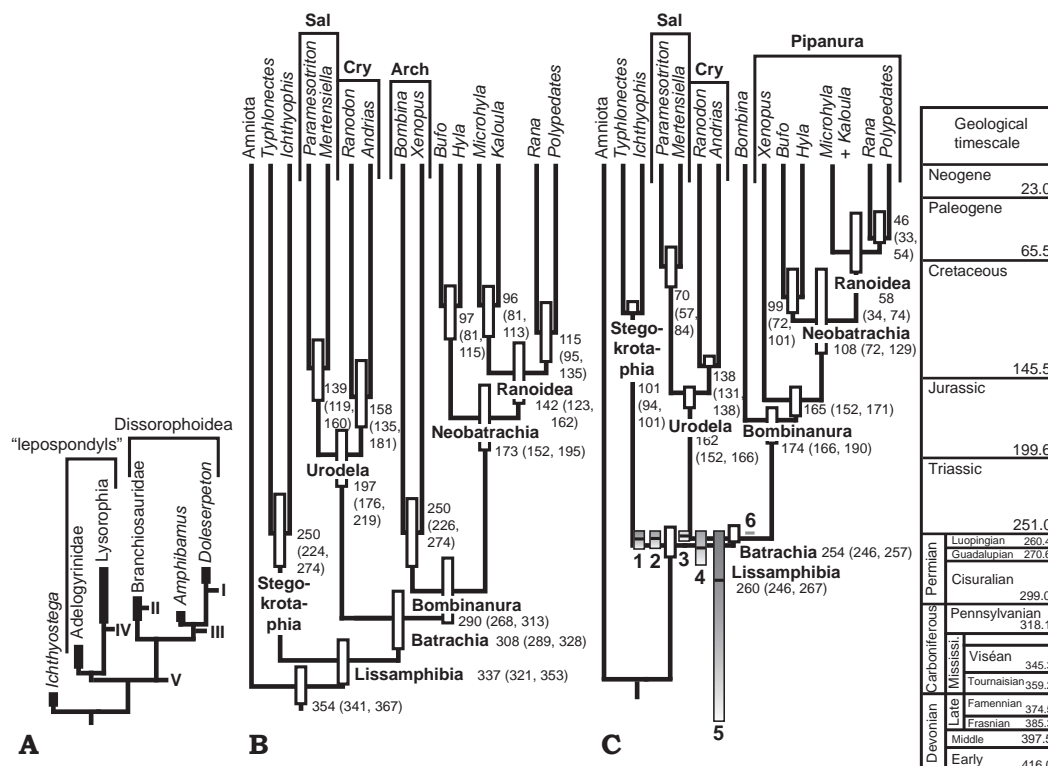 Dissorophoidea
"lepospondyls"
Ichthyostega
Adelogyrinidae
Lysorophia
Branchiosauridae
Amphibamus
Doleserpeton
I
II
III
IV
V
A
Sal
Cry
Arch
Amniota
Typhlonectes
Ichthyophis
Paramesotriton
Mertensiella
Ranodon
Andrias
Bombina
Xenopus
Bufo
Hyla
Microhyla
Kaloula
Rana
Polypedates
96
(81,
113)
97
(81,
115)
115
(95,
135)
139
(119,
160)
158
(135,
181)
Ranoidea
142 (123,
162)
Neobatrachia
173 (152, 195)
Urodela
197
(176,
219)
250
(224,
274)
250
(226,
274)
Stego-
krota-
phia
Bombinanura
290 (268, 313)
Batrachia 308 (289, 328)
Lissamphibia 337 (321, 353)
354 (341, 367)
B
Sal
Cry
Pipanura
Amniota
Typhlonectes
Ichthyophis
Paramesotriton
Mertensiella
Ranodon
Andrias
Bombina
Xenopus
Bufo
Hyla
Microhyla
+ Kaloula
Rana
Polypedates
46
(33,
54)
Ranoidea
58
(34, 74)
70
(57,
84)
99
(72,
101)
Neobatrachia
108 (72, 129)
Stego-
krota-
phia
101
(94,
101)
138
(131,
138)
165 (152, 171)
Urodela
162
(152, 166)
Bombinanura
174 (166, 190)
1
2
3
4
5
6
Batrachia 254 (246, 257)
Lissamphibia
260 (246, 267)
C
Geological
timescale
Neogene
23.0
Paleogene
65.5
Cretaceous
145.5
Jurassic
199.6
Triassic
251.0
Permian
Luopingian 260.4
Guadalupian 270.6
Cisuralian
299.0
Carboniferous
Pennsylvanian
318.1
Mississi.
Viséan
345.3
Tournaisian 359.2
Devonian
Late
Famennian 374.5
Frasnian 385.3
Middle 397.5
Early
416.0